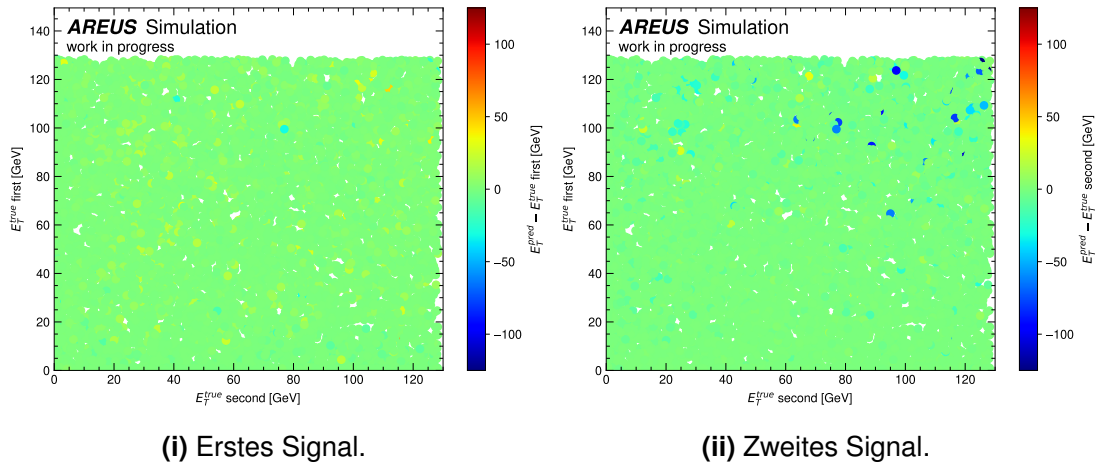 AREUS Simulation
work in progress
140
120
100
80
60
40
20
0
0 20 40 60 80 100 120
E_T^{true} first [GeV]
E_T^{true} second [GeV]
100
50
0
−50
−100
E_T^{pred} − E_T^{true} first [GeV]
(i) Erstes Signal.
AREUS Simulation
work in progress
140
120
100
80
60
40
20
0
0 20 40 60 80 100 120
E_T^{true} first [GeV]
E_T^{true} second [GeV]
100
50
0
−50
−100
E_T^{pred} − E_T^{true} second [GeV]
(ii) Zweites Signal.